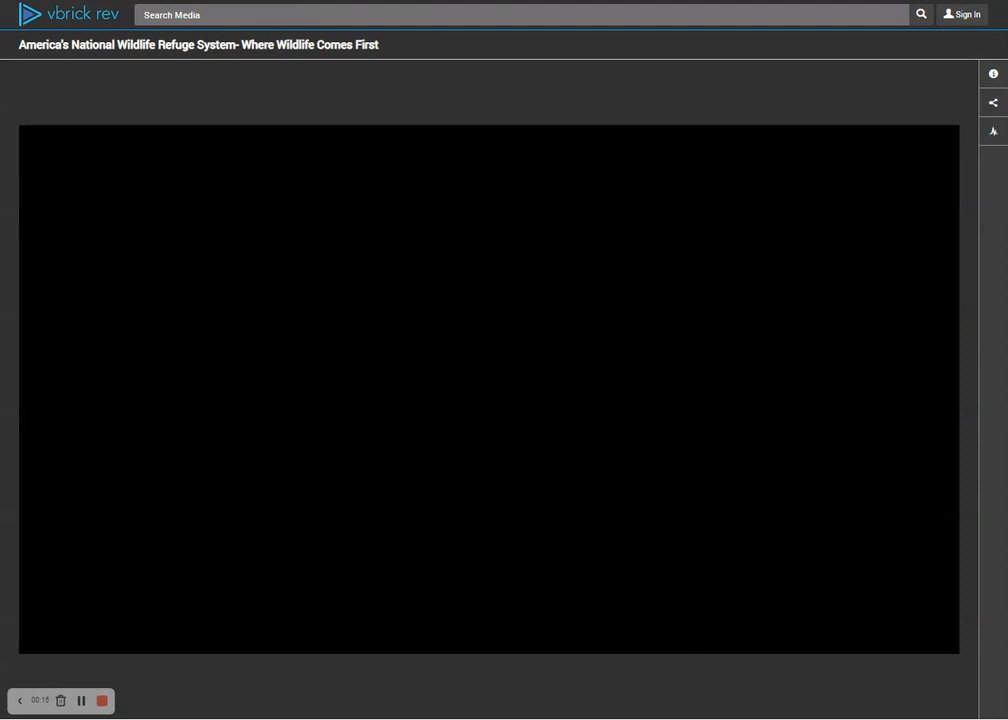 vbrick rev
Search Media
Sign In
America's National Wildlife Refuge System- Where Wildlife Comes First
00:15